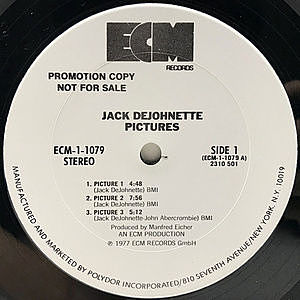 ECM
RECORDS
PROMOTION COPY
NOT FOR SALE
JACK DEJOHNETTE
PICTURES
ECM-1-1079
STEREO
SIDE 1
(ECM-1-1079 A)
2310 501
1. PICTURE 1 4:48
(Jack DeJohnette) BMI
2. PICTURE 2 7:56
(Jack DeJohnette) BMI
3. PICTURE 3 5:12
(Jack DeJohnette-John Abercrombie) BMI
Produced by Manfred Eicher
AN ECM PRODUCTION
℗ 1977 ECM RECORDS GmbH
MANUFACTURED AND MARKETED BY POLYDOR INCORPORATED/810 SEVENTH AVENUE/NEW YORK, N.Y. 10019